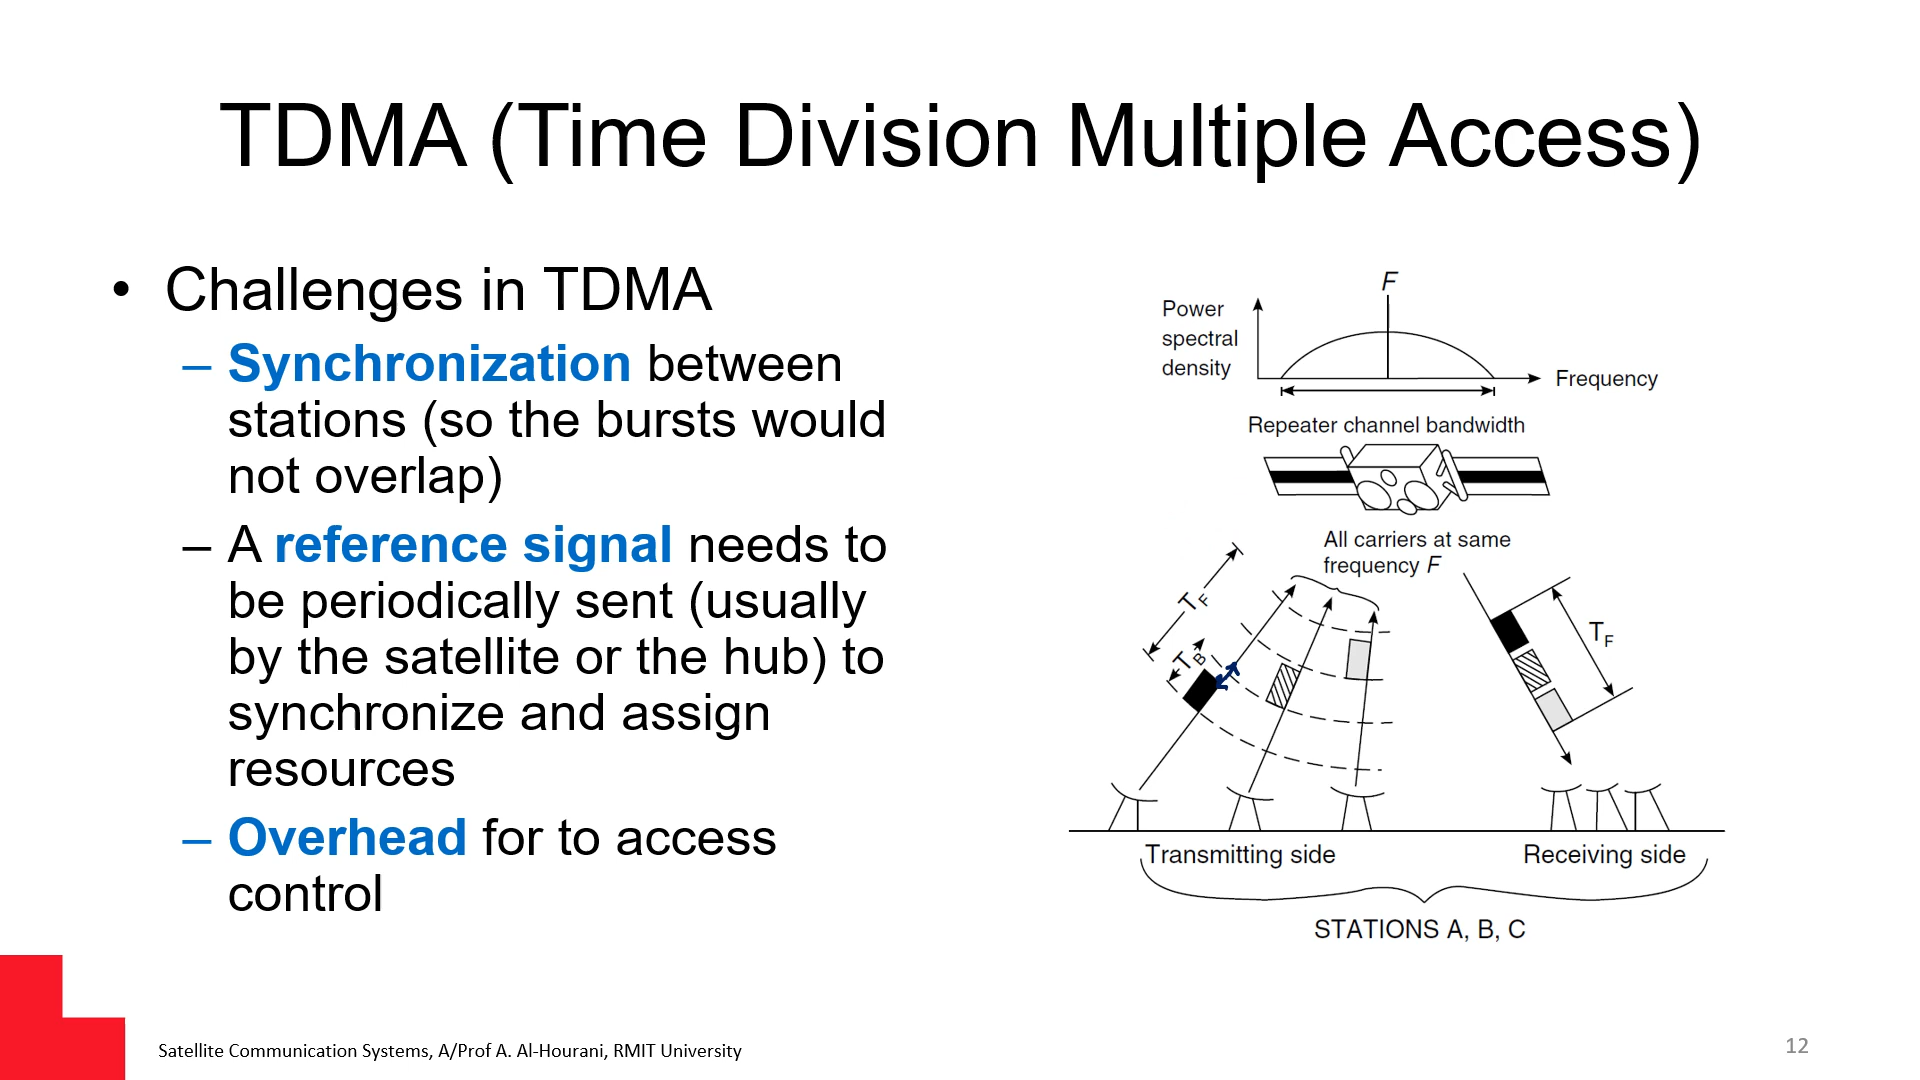 TDMA (Time Division Multiple Access)
• Challenges in TDMA
– Synchronization between
stations (so the bursts would
not overlap)
– A reference signal needs to
be periodically sent (usually
by the satellite or the hub) to
synchronize and assign
resources
– Overhead for to access
control
F
Power
spectral
density
Frequency
Repeater channel bandwidth
All carriers at same
frequency F
TF
TB
TF
Transmitting side
Receiving side
STATIONS A, B, C
Satellite Communication Systems, A/Prof A. Al-Hourani, RMIT University
12